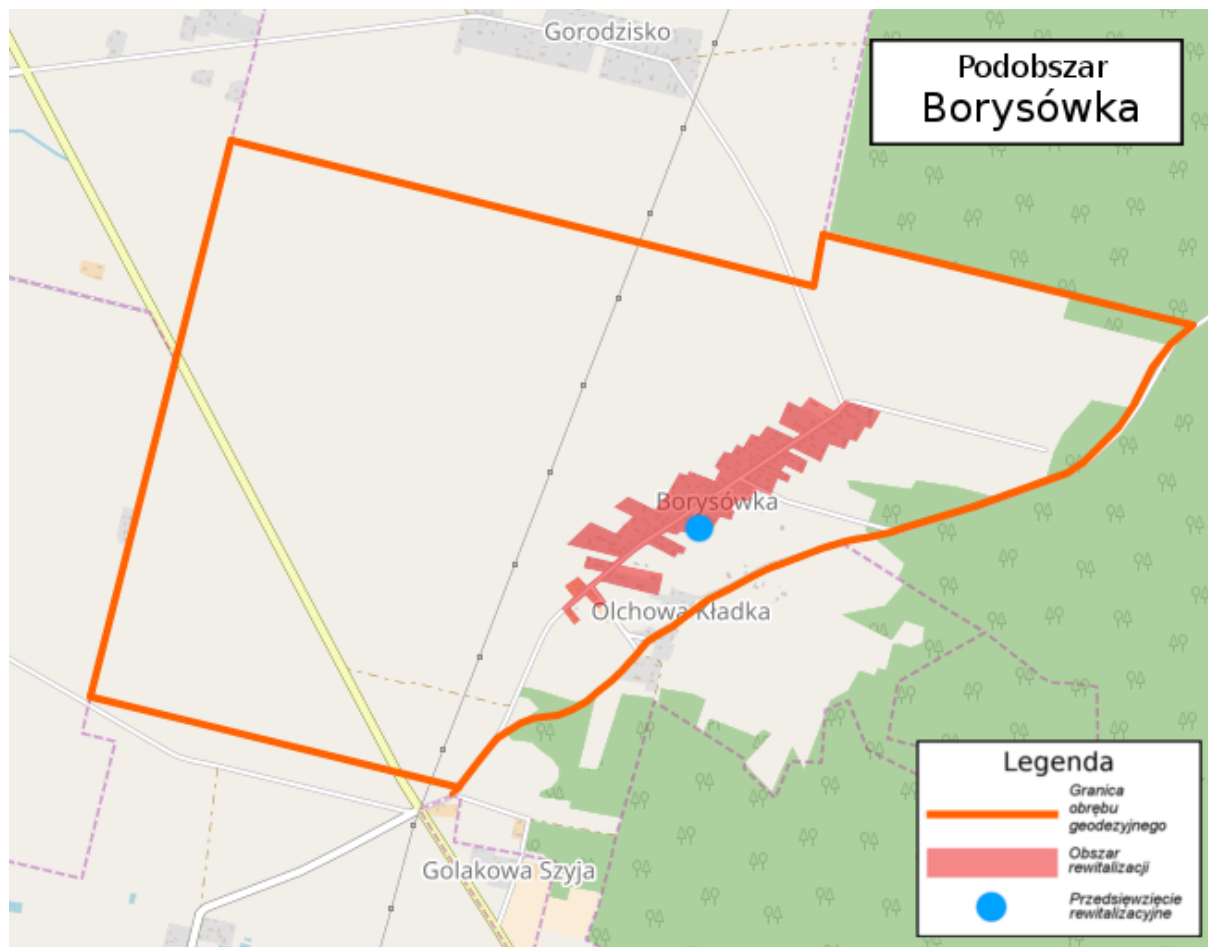 Gorodzisko
Podobszar
Borysówka
Borysówka
Olchowa Kładka
Golakowa Szyja
Legenda
Granica
obrębu
geodezyjnego
Obszar
rewitalizacji
Przedsięwzięcie
rewitalizacyjne